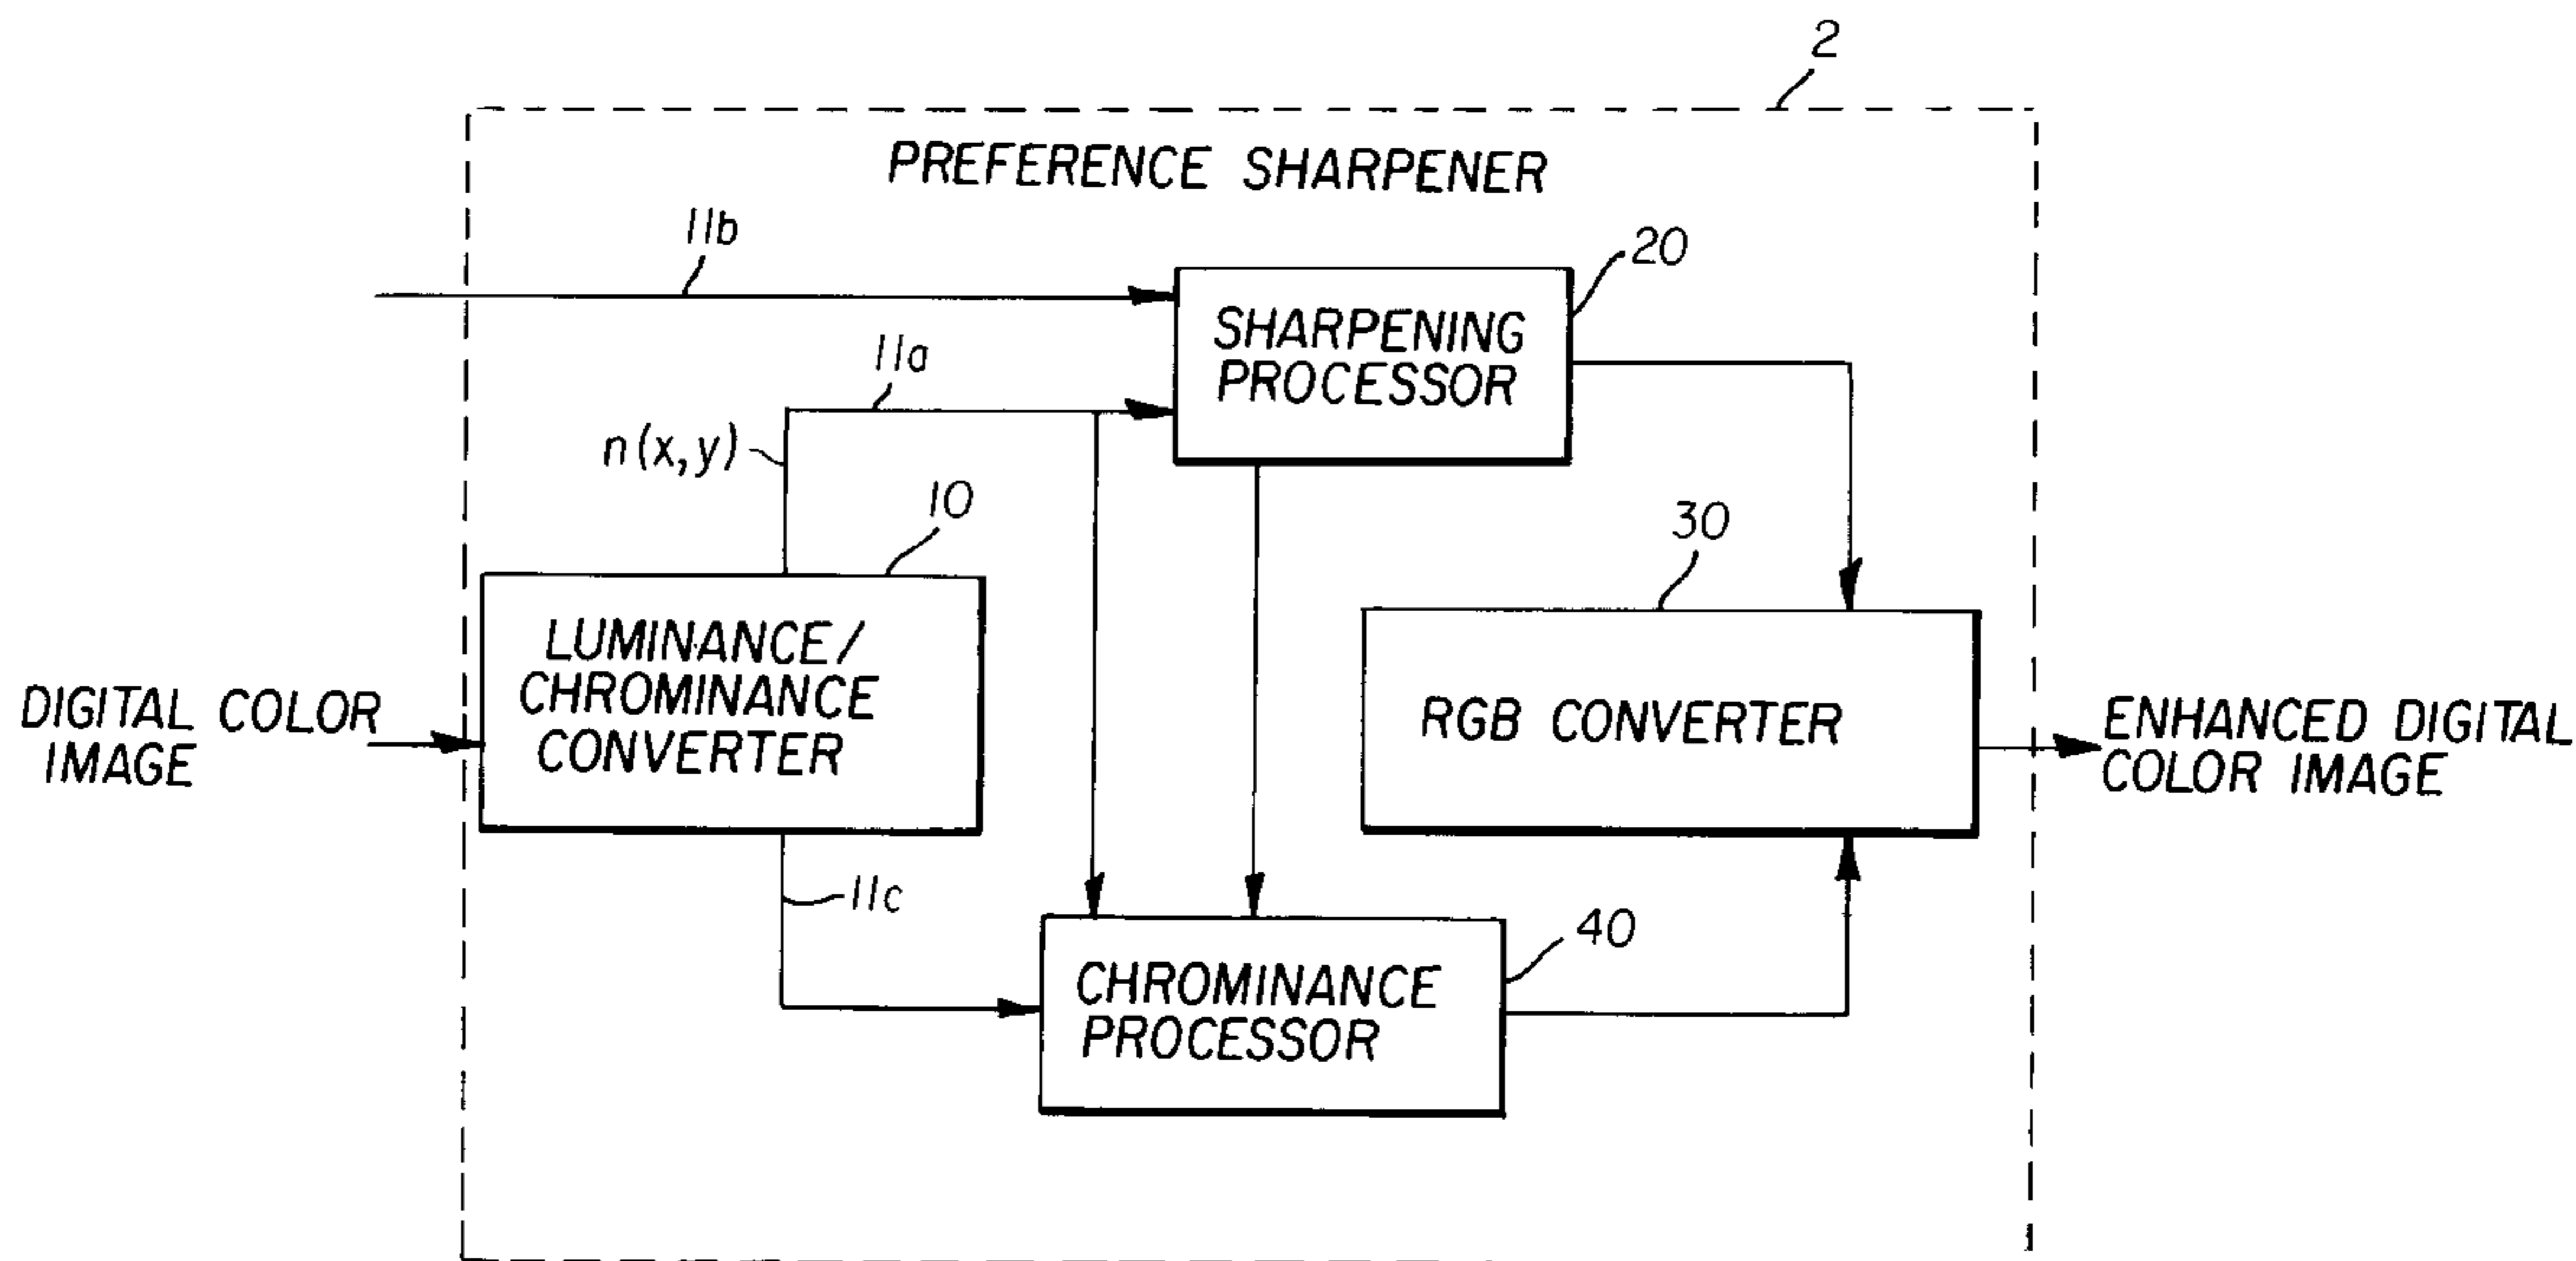 2
PREFERENCE SHARPENER
11b
20
SHARPENING
PROCESSOR
11a
n(x,y)
10
30
LUMINANCE/
CHROMINANCE
CONVERTER
DIGITAL COLOR
IMAGE
RGB CONVERTER
ENHANCED DIGITAL
COLOR IMAGE
11c
40
CHROMINANCE
PROCESSOR